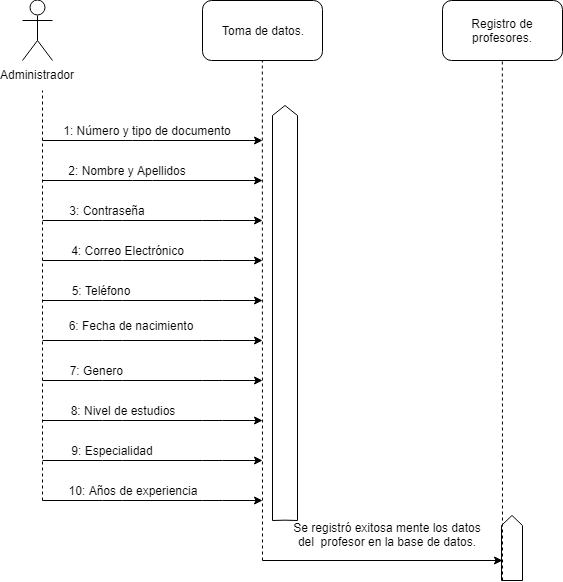 Administrador
Toma de datos.
Registro de
profesores.
1: Número y tipo de documento
2: Nombre y Apellidos
3: Contraseña
4: Correo Electrónico
5: Teléfono
6: Fecha de nacimiento
7: Genero
8: Nivel de estudios
9: Especialidad
10: Años de experiencia
Se registró exitosa mente los datos
del profesor en la base de datos.